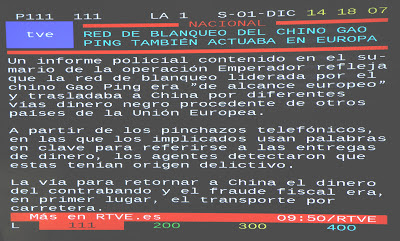 P111 111 LA 1 S-01-DIC 14 18 07
NACIONAL
tve
RED DE BLANQUEO DEL CHINO GAO
PING TAMBIÉN ACTUABA EN EUROPA
Un informe policial contenido en el su-
mario de la operación Emperador refleja
que la red de blanqueo liderada por el
chino Gao Ping era "de alcance europeo"
y trasladaba a China por diferentes
vías dinero negro procedente de otros
países de la Unión Europea.
A partir de los pinchazos telefónicos,
en las que los implicados usan palabras
en clave para referirse a las entregas
de dinero, los agentes detectaron que
estas tenían origen delictivo.
La vía para retornar a China el dinero
del contrabando y el fraude fiscal era,
en primer lugar, el transporte por
carretera.
Más en RTVE.es 09:50/RTVE
L 111 200 300 400